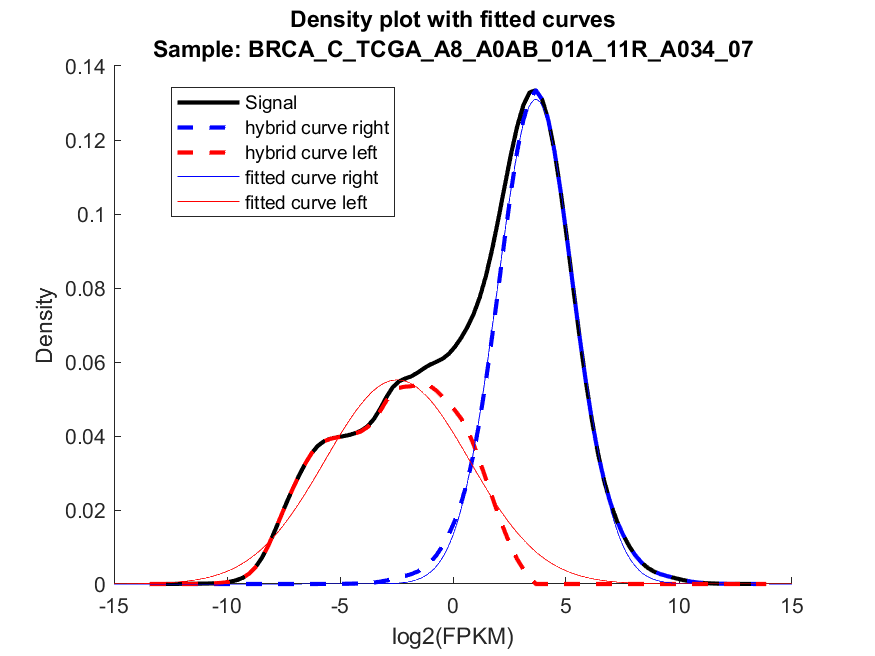 Density plot with fitted curves
Sample: BRCA_C_TCGA_A8_A0AB_01A_11R_A034_07
Signal
hybrid curve right
hybrid curve left
fitted curve right
fitted curve left
Density
0.14
0.12
0.1
0.08
0.06
0.04
0.02
0
-15
-10
-5
0
5
10
15
log2(FPKM)